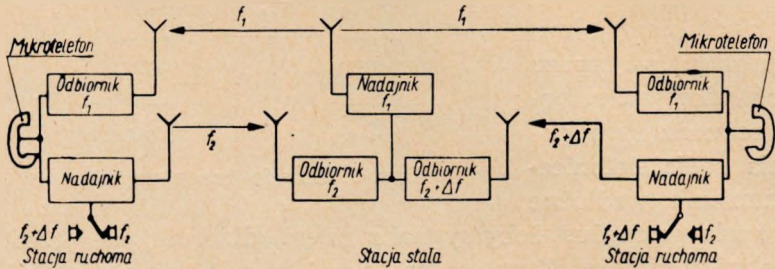 Mikrotelefon
Odbiornik
f₁
Nadajnik
f₂+Δf
f₂
Stacja ruchoma
f₁
f₁
Nadajnik
f₁
f₂
Odbiornik
f₂
Odbiornik
f₂+Δf
f₂+Δf
Stacja stała
Mikrotelefon
Odbiornik
f₁
Nadajnik
f₂+Δf
f₂
Stacja ruchoma